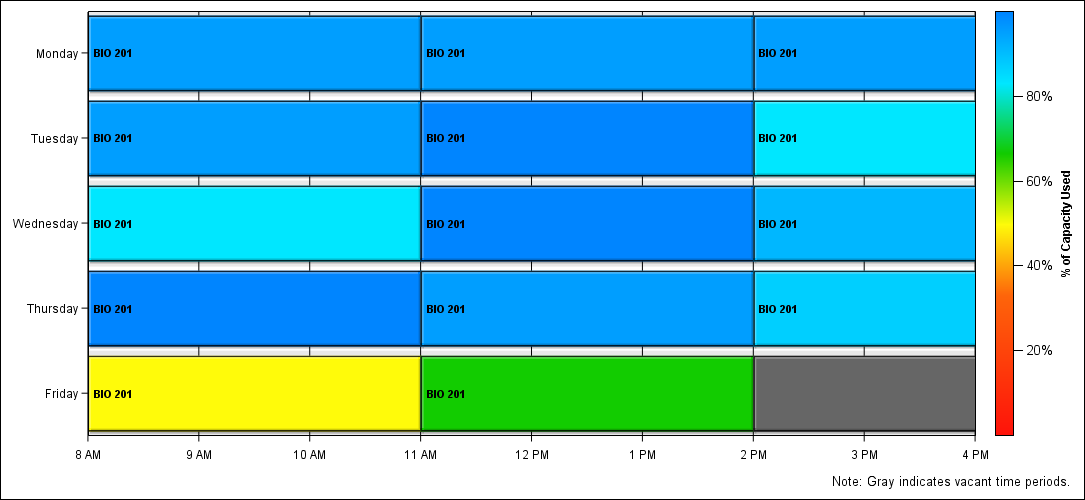 Monday
BIO 201
BIO 201
BIO 201
Tuesday
BIO 201
BIO 201
BIO 201
Wednesday
BIO 201
BIO 201
BIO 201
Thursday
BIO 201
BIO 201
BIO 201
Friday
BIO 201
BIO 201
8 AM
9 AM
10 AM
11 AM
12 PM
1 PM
2 PM
3 PM
4 PM
80%
60%
40%
20%
% of Capacity Used
Note: Gray indicates vacant time periods.